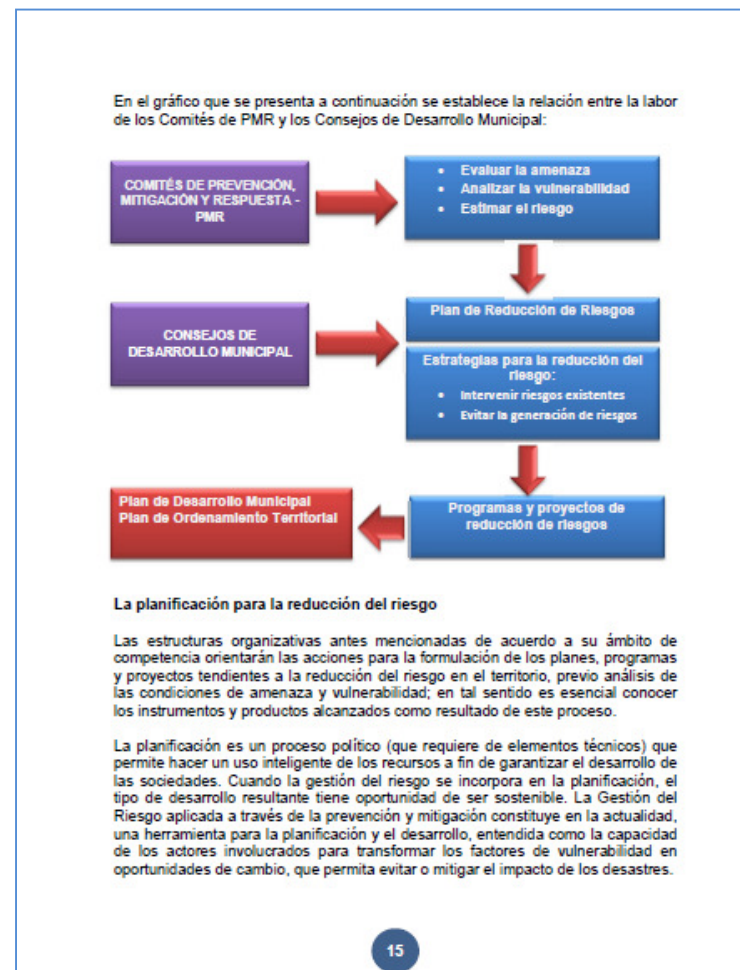 En el gráfico que se presenta a continuación se establece la relación entre la labor
de los Comités de PMR y los Consejos de Desarrollo Municipal:
COMITÉS DE PREVENCIÓN,
MITIGACIÓN Y RESPUESTA -
PMR
• Evaluar la amenaza
• Analizar la vulnerabilidad
• Estimar el riesgo
CONSEJOS DE
DESARROLLO MUNICIPAL
Plan de Reducción de Riesgos
Estrategias para la reducción del
riesgo:
• Intervenir riesgos existentes
• Evitar la generación de riesgos
Plan de Desarrollo Municipal
Plan de Ordenamiento Territorial
Programas y proyectos de
reducción de riesgos
La planificación para la reducción del riesgo
Las estructuras organizativas antes mencionadas de acuerdo a su ámbito de
competencia orientarán las acciones para la formulación de los planes, programas
y proyectos tendientes a la reducción del riesgo en el territorio, previo análisis de
las condiciones de amenaza y vulnerabilidad; en tal sentido es esencial conocer
los instrumentos y productos alcanzados como resultado de este proceso.
La planificación es un proceso político (que requiere de elementos técnicos) que
permite hacer un uso inteligente de los recursos a fin de garantizar el desarrollo de
las sociedades. Cuando la gestión del riesgo se incorpora en la planificación, el
tipo de desarrollo resultante tiene oportunidad de ser sostenible. La Gestión del
Riesgo aplicada a través de la prevención y mitigación constituye en la actualidad,
una herramienta para la planificación y el desarrollo, entendida como la capacidad
de los actores involucrados para transformar los factores de vulnerabilidad en
oportunidades de cambio, que permita evitar o mitigar el impacto de los desastres.
15